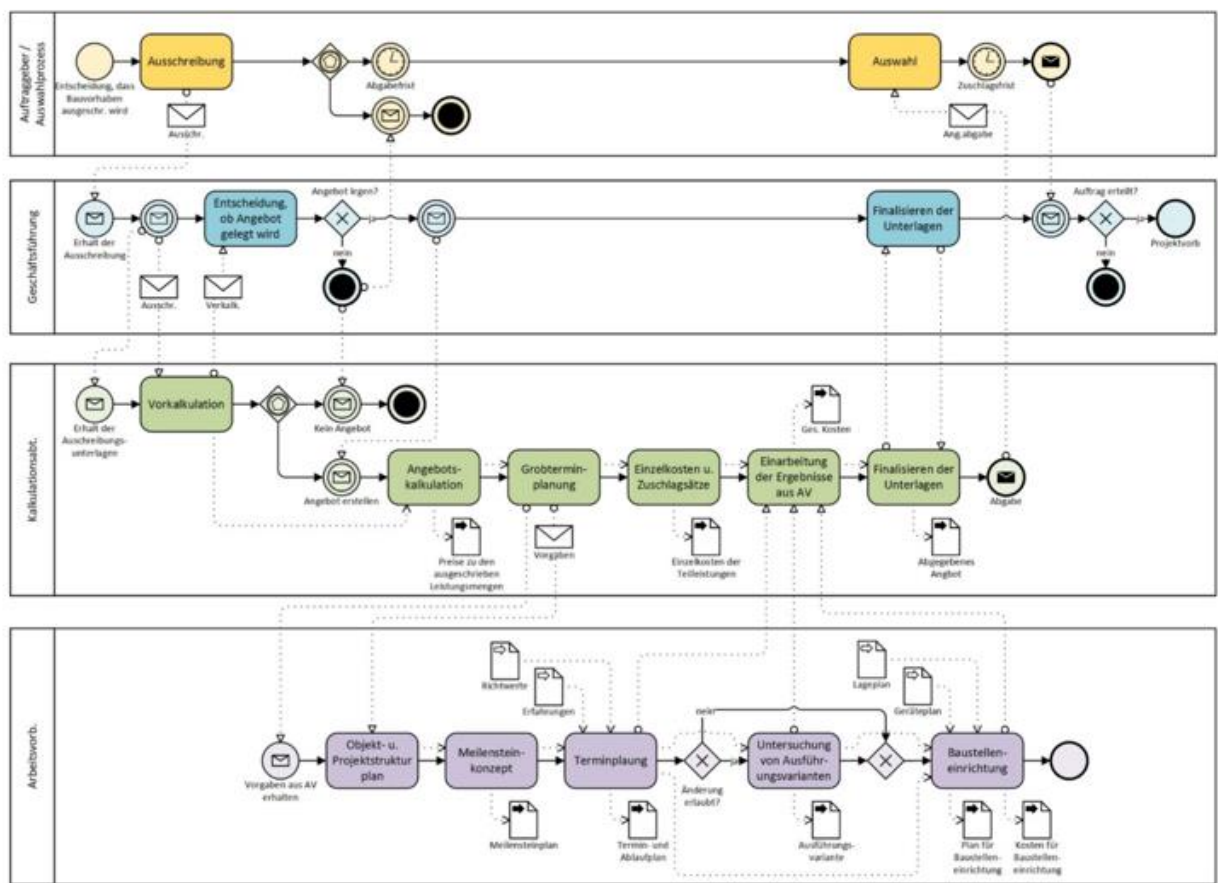 Auftraggeber /
Auswahlprozess
Ausschreibung
Entscheidung, dass
Bauvorhaben
ausgeschr. wird
Ausschr.
Abgabefrist
Auswahl
Zuschlagsfrist
Ang.abgabe
Geschäftsführung
Erhalt der
Ausschreibung
Entscheidung,
ob Angebot
gelegt wird
Angebot legen?
ja
nein
Ausschr.
Verkalk.
Finalisieren der
Unterlagen
Auftrag erteilt?
ja
nein
Projektvorb
Kalkulationsabt.
Erhalt der
Auschreibungs-
unterlagen
Vorkalkulation
Kein Angebot
Angebot erstellen
Angebots-
kalkulation
Grobtermin-
planung
Einzelkosten u.
Zuschlagsätze
Einarbeitung
der Ergebnisse
aus AV
Finalisieren der
Unterlagen
Abgabe
Ges. Kosten
Preise zu den
ausgeschrieben
Leistungsmengen
Vorgaben
Einzelkosten der
Teilleistungen
Abgegebenes
Angbot
Arbeitsvorb.
Vorgaben aus AV
erhalten
Objekt- u.
Projektstruktur
plan
Meilenstein
konzept
Terminplaung
Richtwerte
Erfahrungen
nein
Änderung
erlaubt?
ja
Untersuchung
von Ausführ-
ungsvarianten
Lageplan
Geräteplan
Baustellen-
einrichtung
Meilensteinplan
Termin- und
Ablaufplan
Ausführungs-
variante
Plan für
Baustellen-
einrichtung
Kosten für
Baustellen-
einrichtung